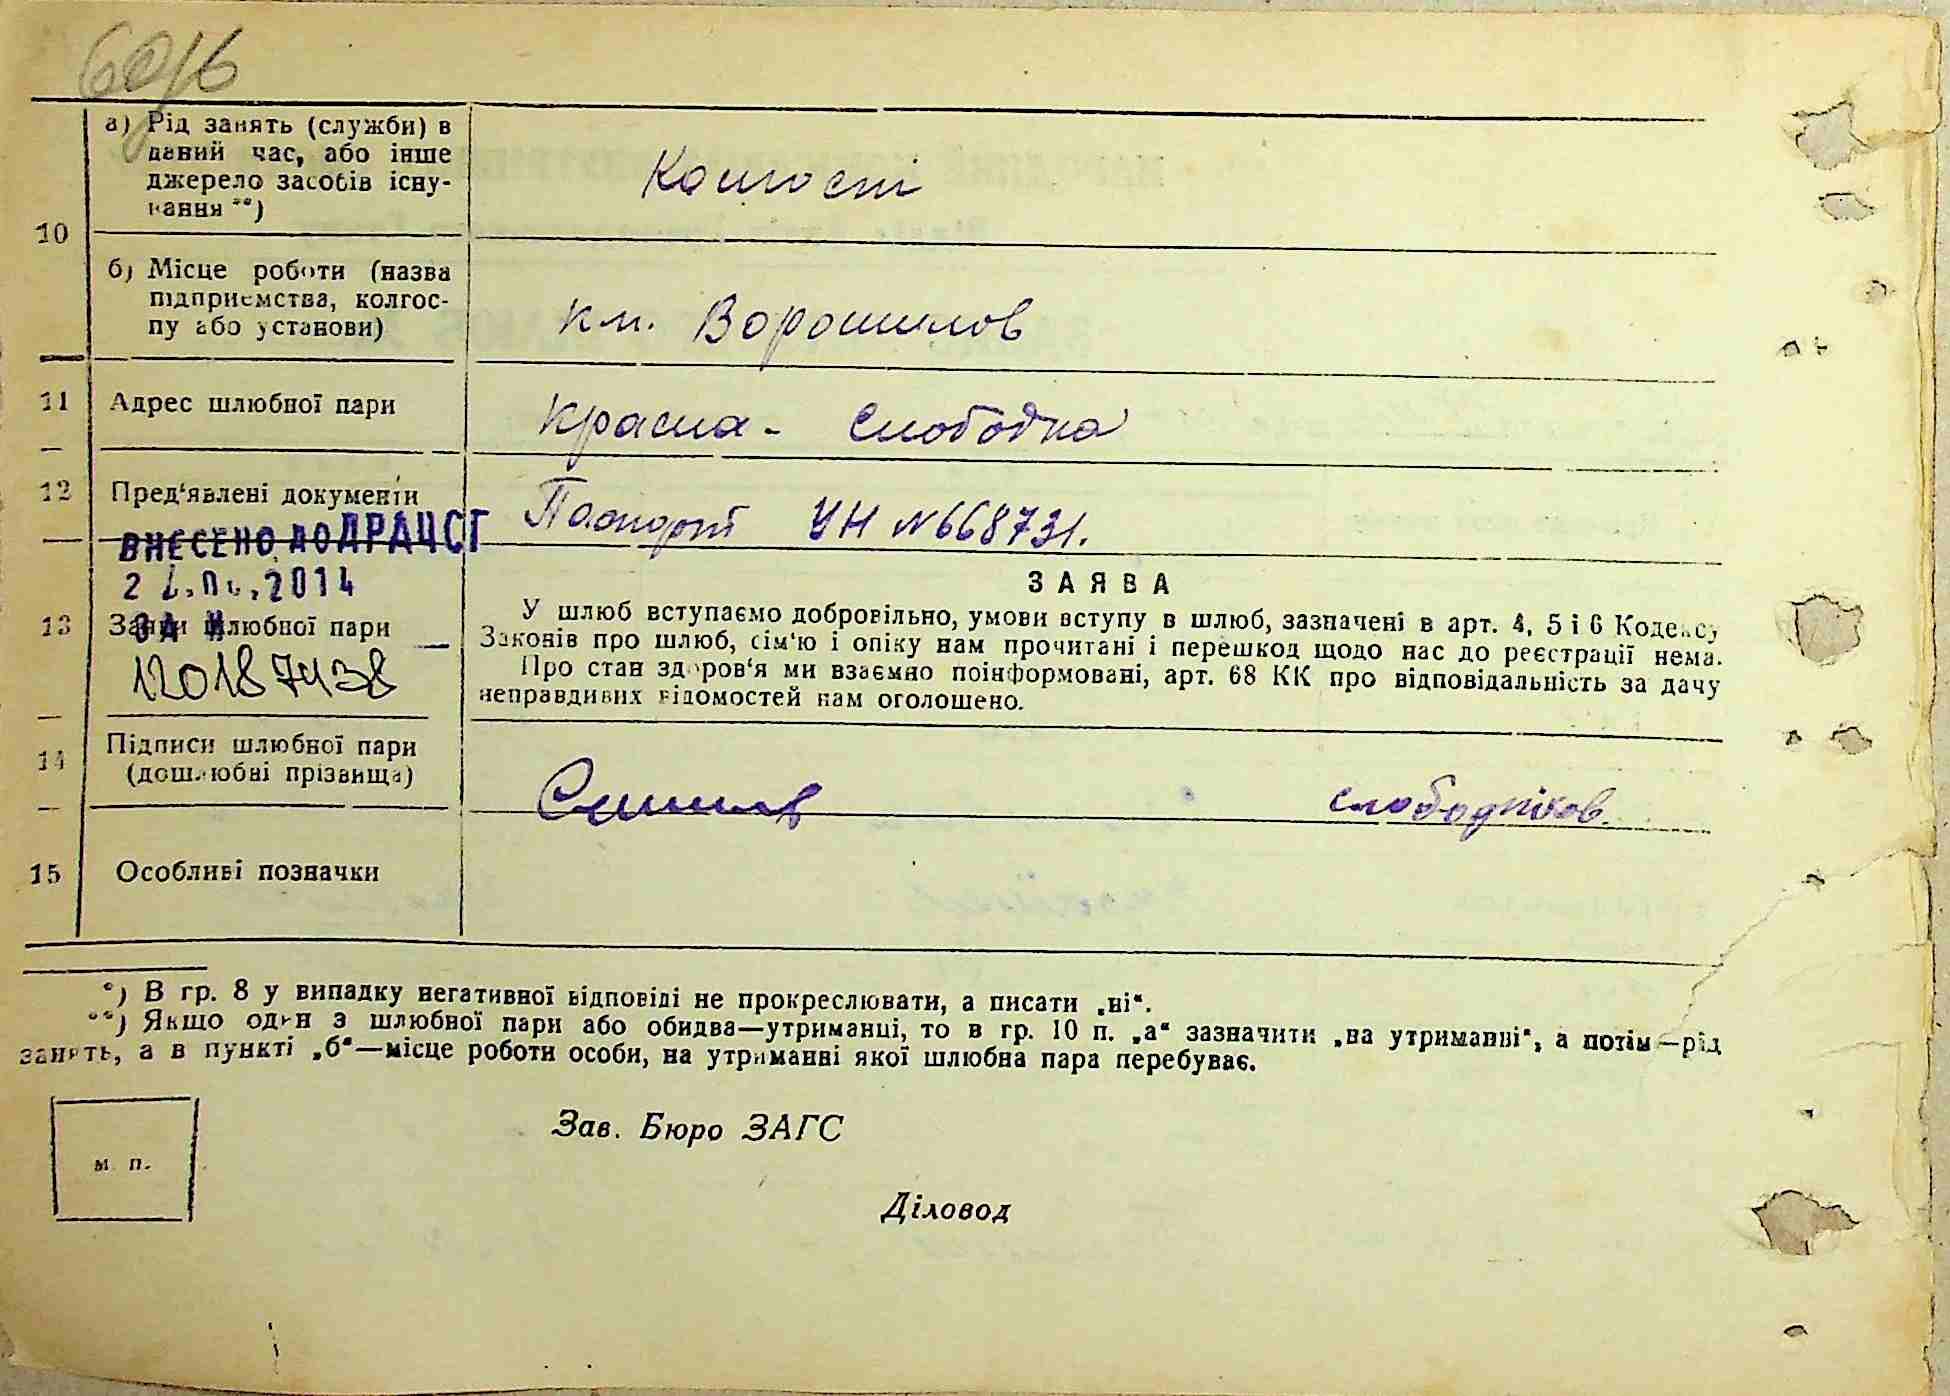 10
а) Рід занять (служби) в
даний час, або інше
джерело засобів існу-
вання **)
б) Місце роботи (назва
підприємства, колгос-
пу або установи)
км. Ворошилов
11 Адрес шлюбної пари
Красна - Слободка
12 Пред'явлені документи
Паспорт УН №668731.
ВНЕСЕНО ДО ДРАЦСГ
2014
ЗА №
120187438
13 Заяви шлюбної пари
ЗАЯВА
У шлюб вступаємо добровільно, умови вступу в шлюб, зазначені в арт. 4, 5 і 6 Кодексу
Законів про шлюб, сім'ю і опіку нам прочитані і перешкод щодо нас до реєстрації нема.
Про стан здоров'я ми взаємно поінформовані, арт. 68 КК про відповідальність за дачу
неправдивих відомостей нам оголошено.
14 Підписи шлюбної пари
(дошлюбні прізвища)
15 Особливі позначки
*) В гр. 8 у випадку негативної відповіді не прокреслювати, а писати „ні“.
**) Якщо один з шлюбної пари або обидва—утриманці, то в гр. 10 п. „а“ зазначити „на утриманні“, а потім—рід
занять, а в пункті „б“—місце роботи особи, на утриманні якої шлюбна пара перебуває.
Зав. Бюро ЗАГС
м. п.
Діловод